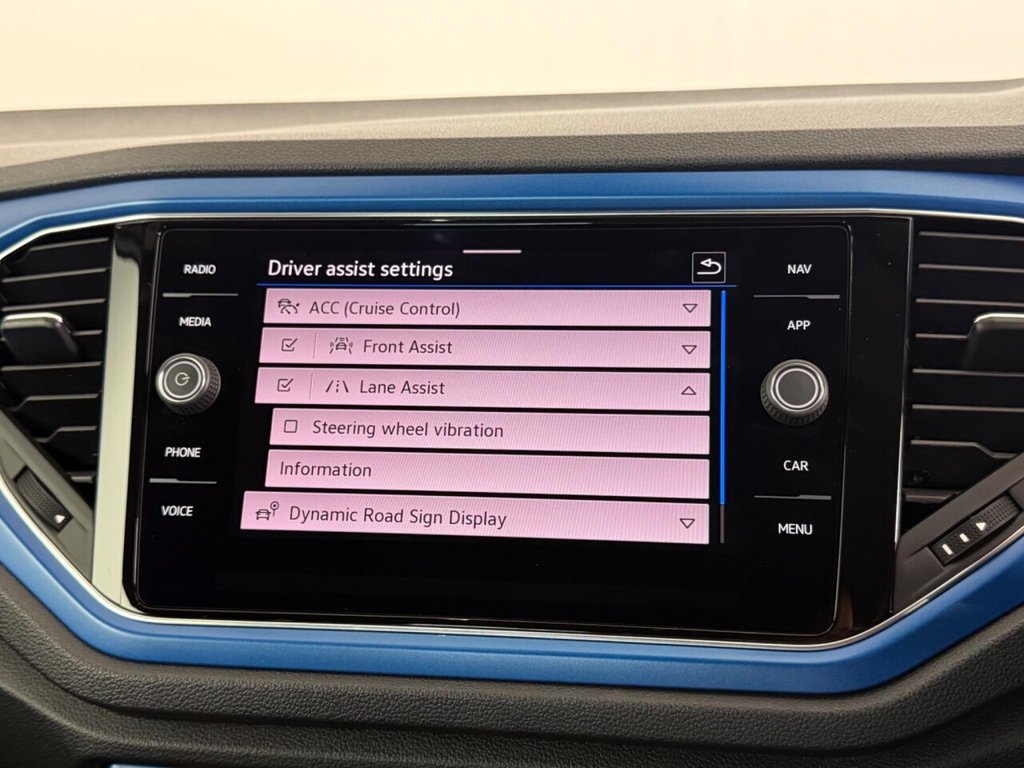 RADIO
MEDIA
PHONE
VOICE
Driver assist settings
ACC (Cruise Control)
Front Assist
Lane Assist
Steering wheel vibration
Information
Dynamic Road Sign Display
NAV
APP
CAR
MENU